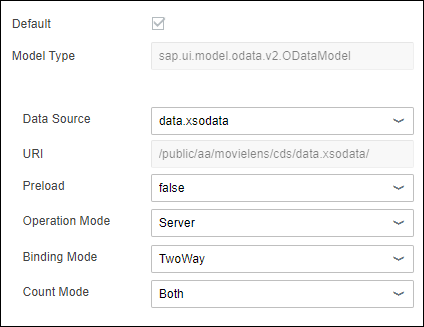 Default
Model Type sap.ui.model.odata.v2.ODataModel
Data Source data.xsodata
URI /public/aa/movielens/cds/data.xsodata/
Preload false
Operation Mode Server
Binding Mode TwoWay
Count Mode Both